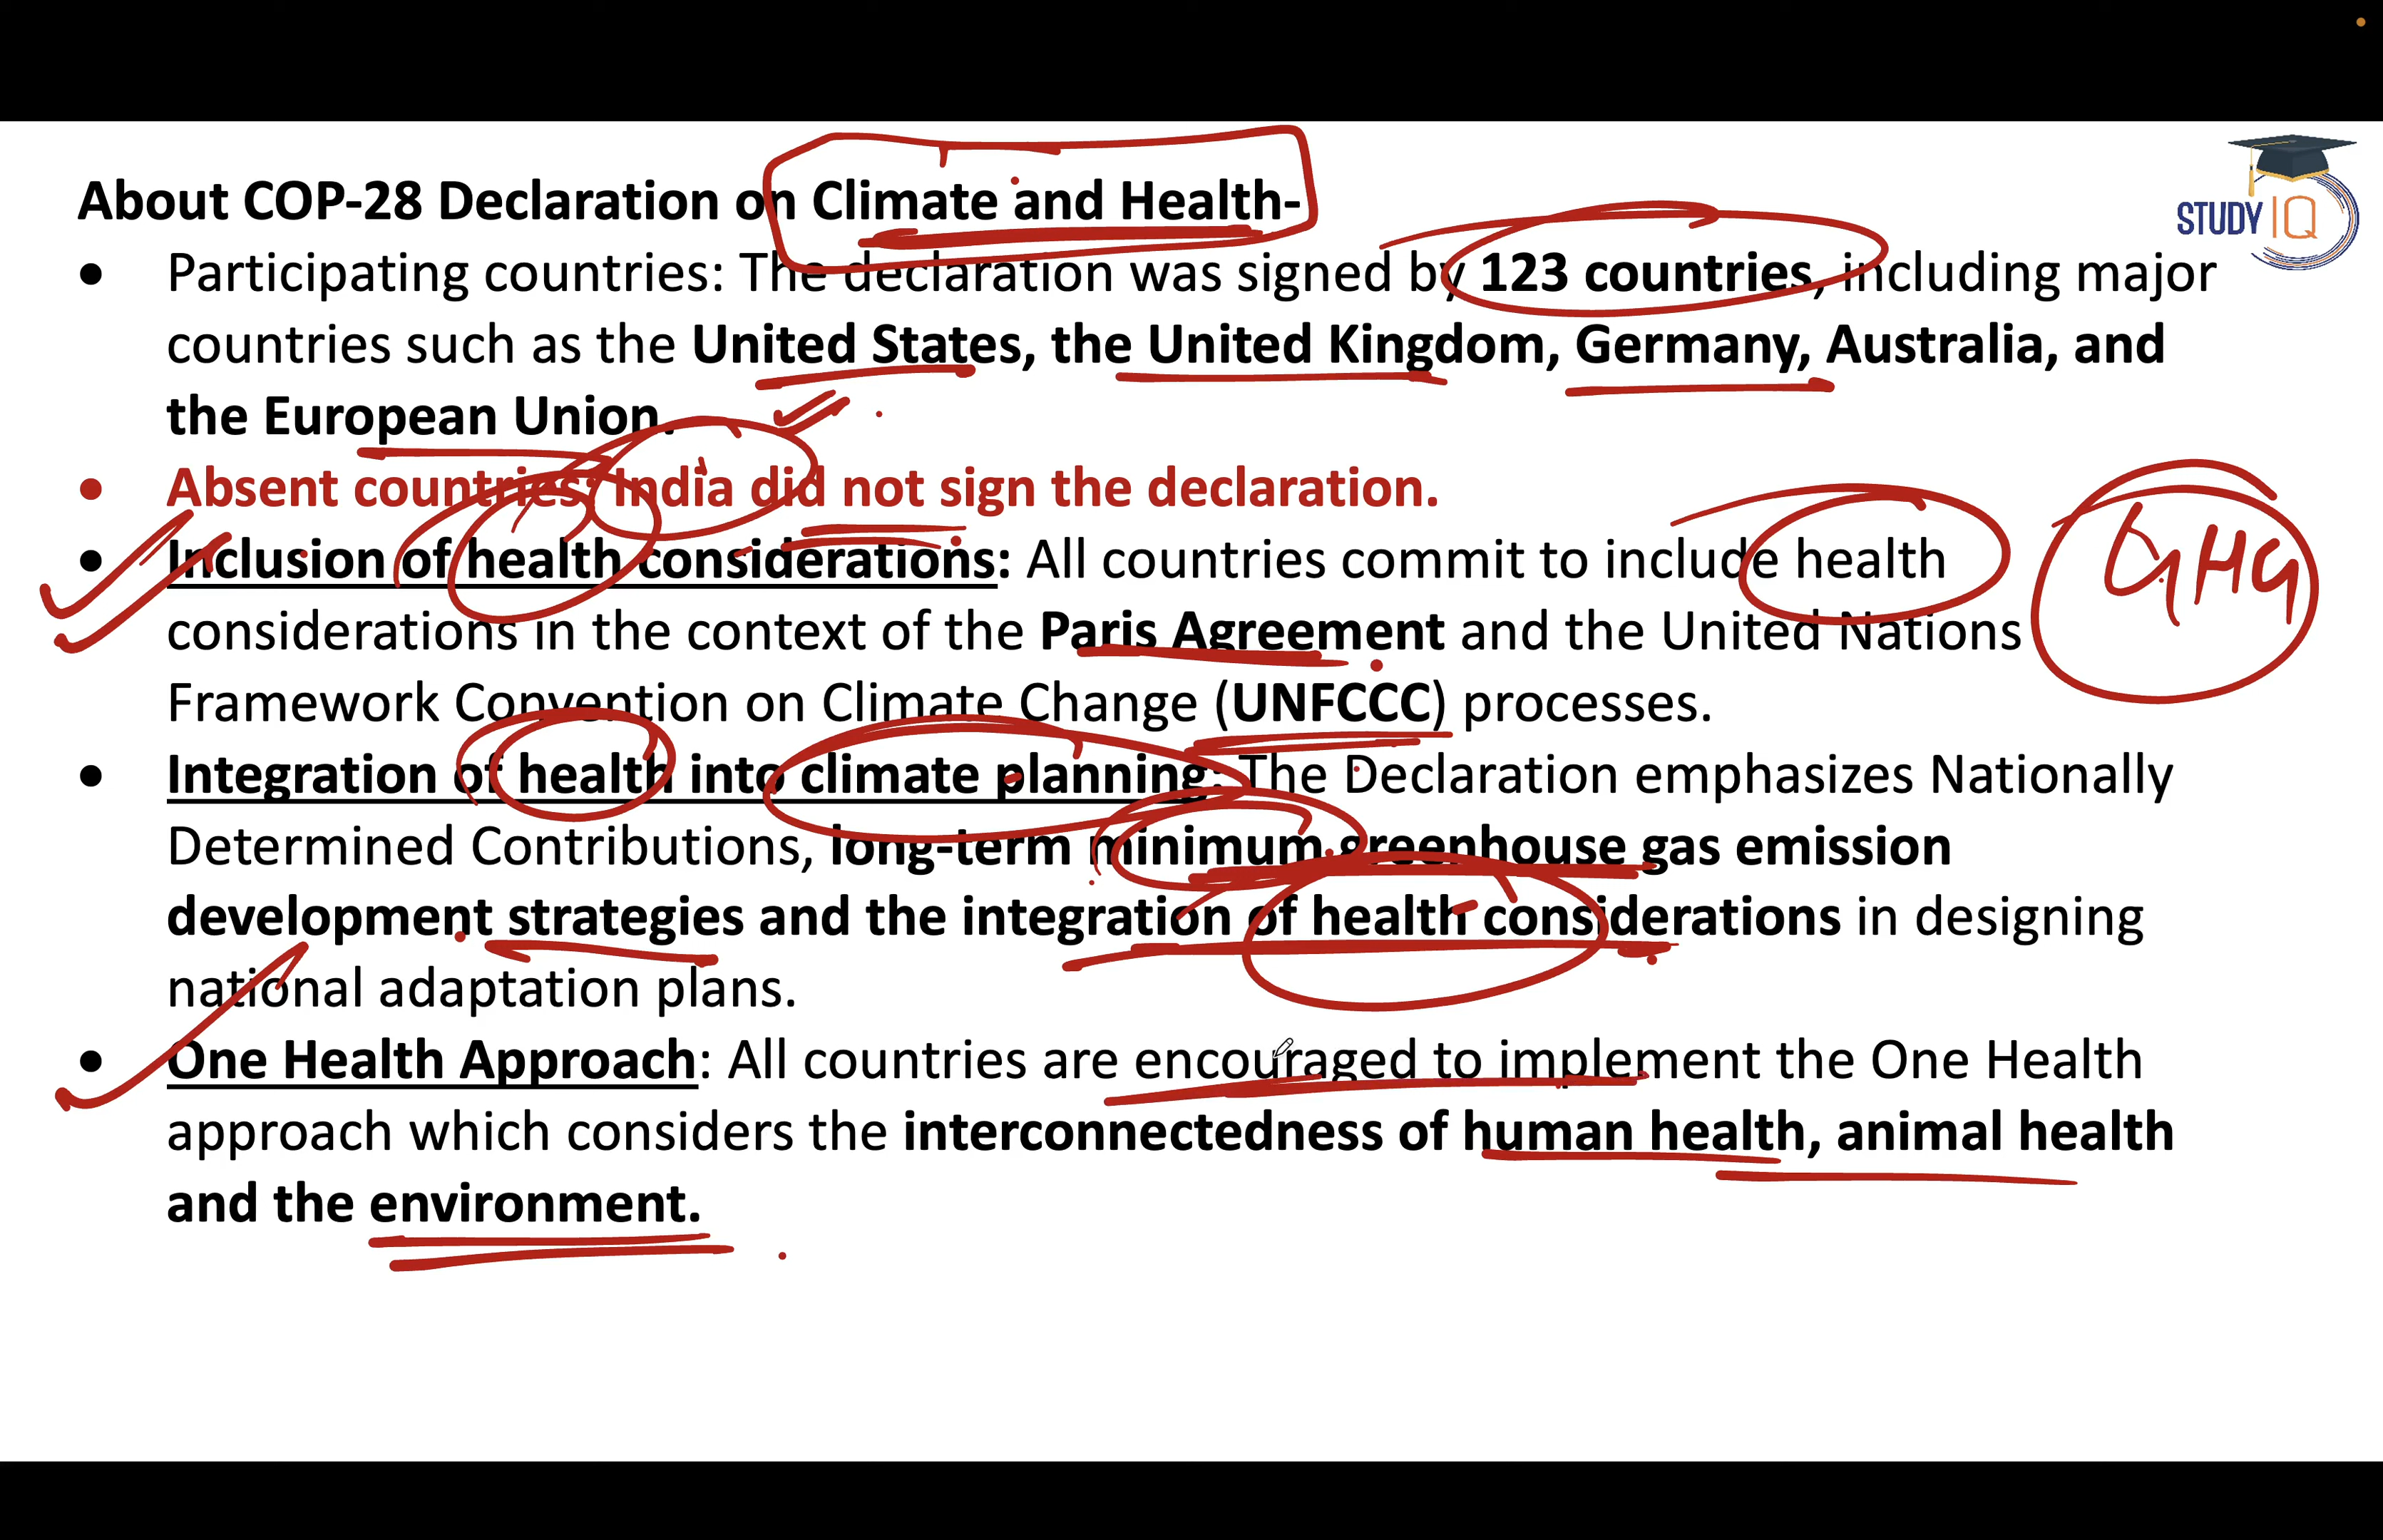 STUDY IQ
About COP-28 Declaration on Climate and Health-
• Participating countries: The declaration was signed by 123 countries, including major
countries such as the United States, the United Kingdom, Germany, Australia, and
the European Union.
• Absent countries: India did not sign the declaration.
• Inclusion of health considerations: All countries commit to include health
considerations in the context of the Paris Agreement and the United Nations
Framework Convention on Climate Change (UNFCCC) processes.
GHG
• Integration of health into climate planning: The Declaration emphasizes Nationally
Determined Contributions, long-term minimum greenhouse gas emission
development strategies and the integration of health considerations in designing
national adaptation plans.
• One Health Approach: All countries are encouraged to implement the One Health
approach which considers the interconnectedness of human health, animal health
and the environment.